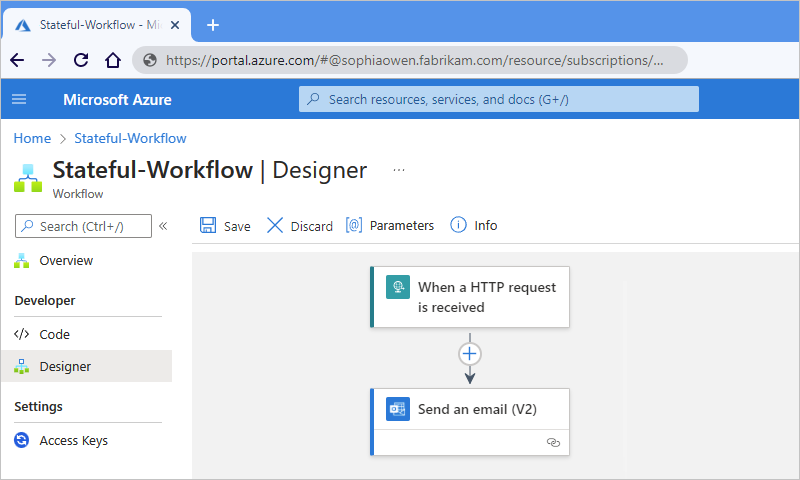 Stateful-Workflow - Mi
https://portal.azure.com/#@sophiaowen.fabrikam.com/resource/subscriptions/...
Microsoft Azure
Search resources, services, and docs (G+/)
Home > Stateful-Workflow
Stateful-Workflow | Designer ...
Workflow
Search (Ctrl+/) «
Save Discard Parameters Info
Overview
Developer
</> Code
Designer
Settings
Access Keys
When a HTTP request
is received
Send an email (V2)